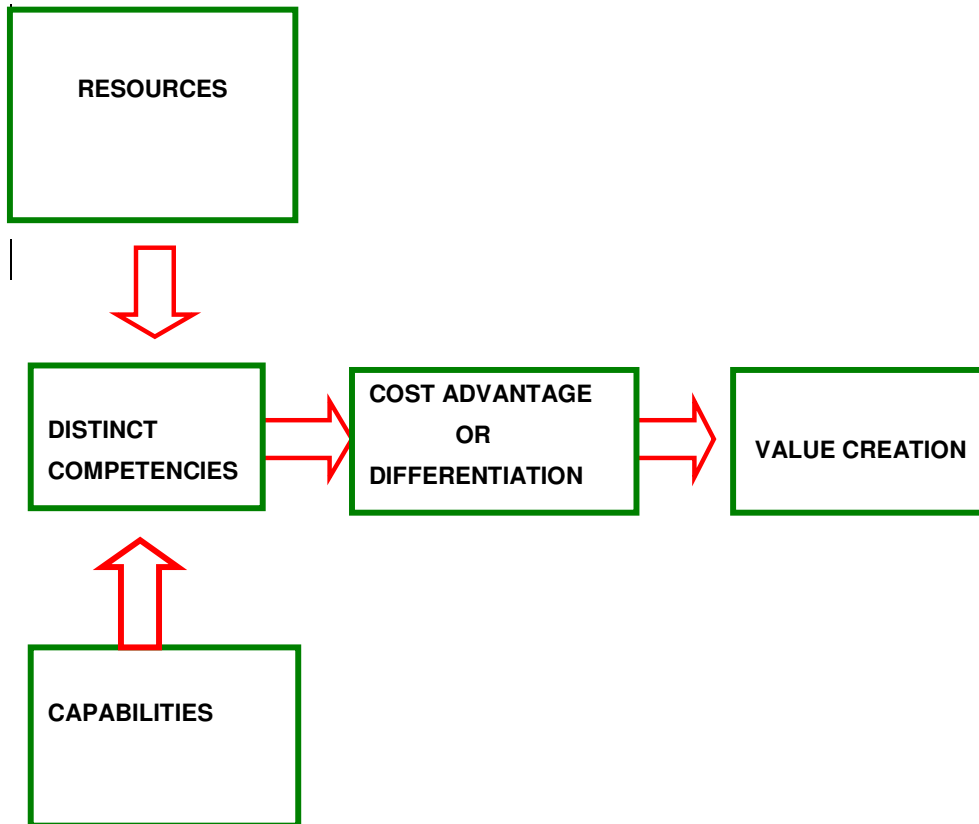 RESOURCES
DISTINCT
COMPETENCIES
COST ADVANTAGE
OR
DIFFERENTIATION
VALUE CREATION
CAPABILITIES